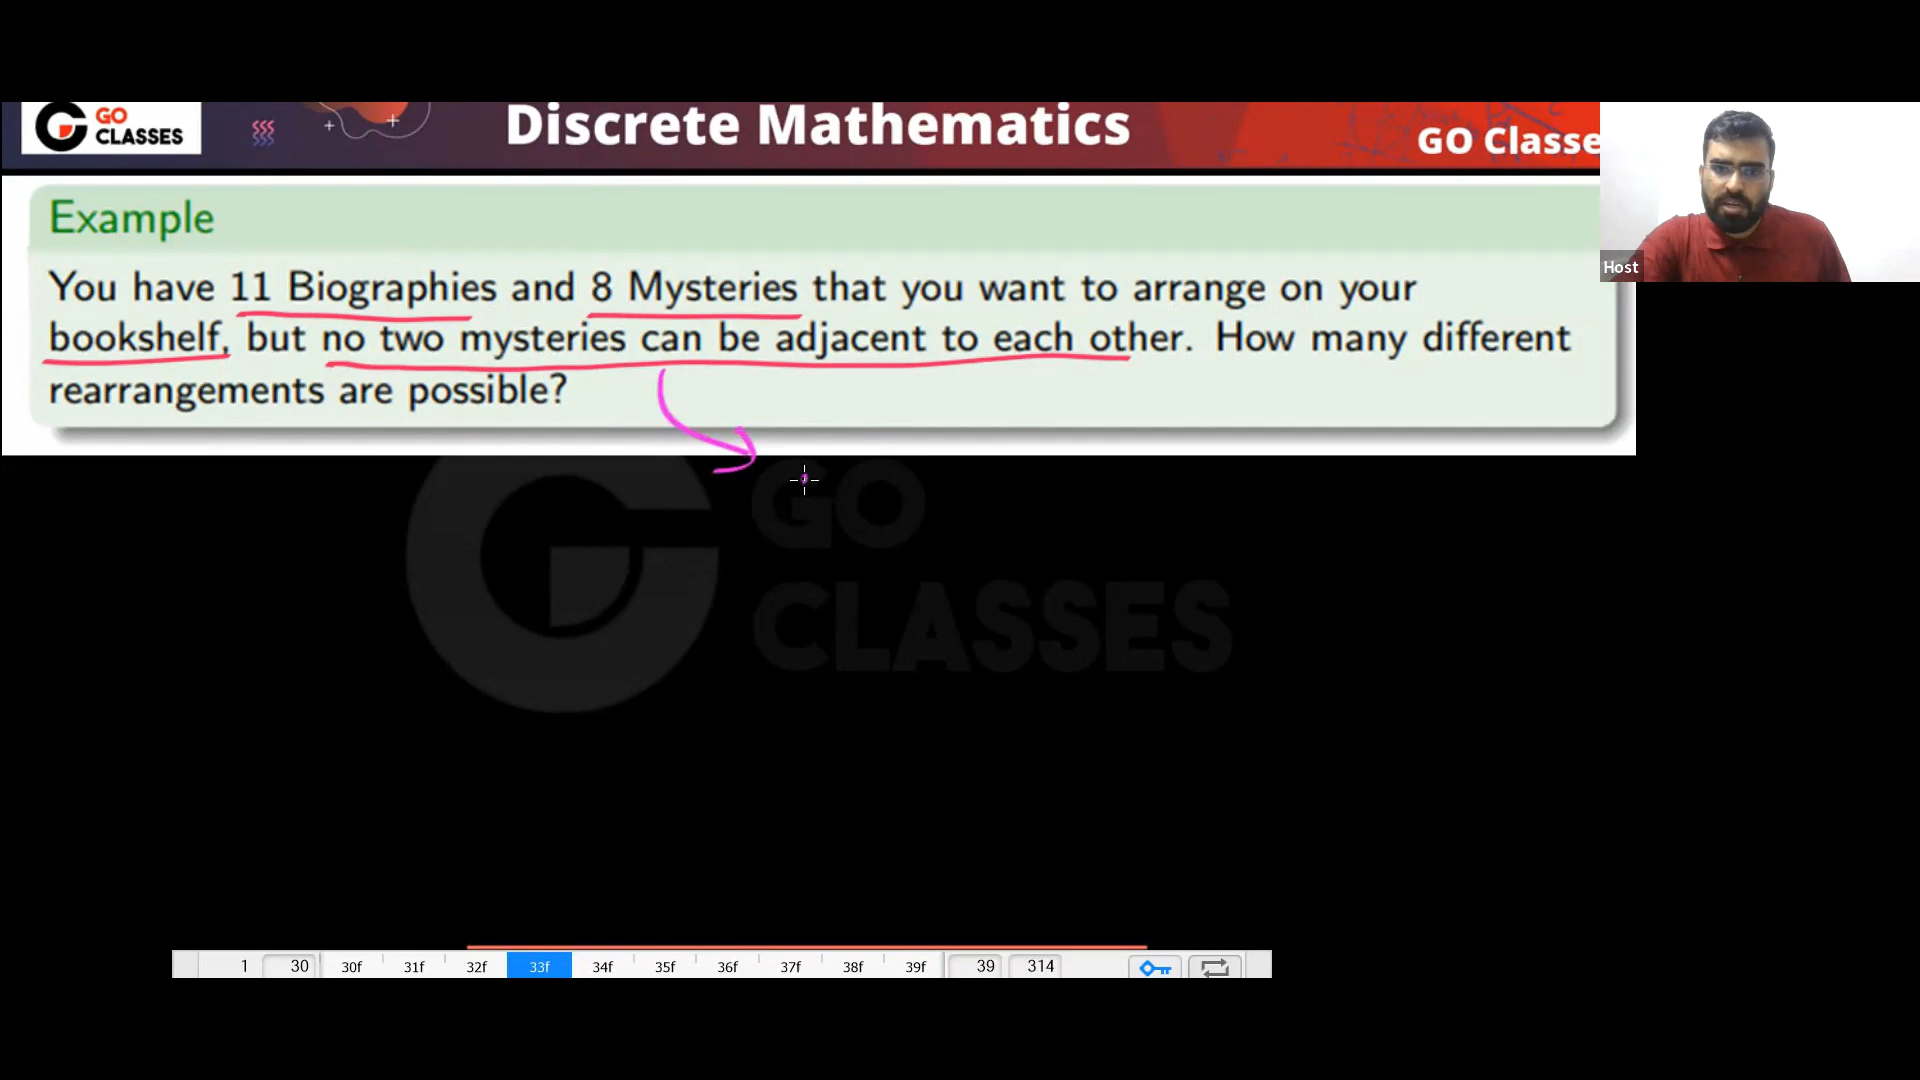 GO
CLASSES
Discrete Mathematics
GO Classe
Host
Example
You have 11 Biographies and 8 Mysteries that you want to arrange on your
bookshelf, but no two mysteries can be adjacent to each other. How many different
rearrangements are possible?
GO
CLASSES
1 30 30f 31f 32f 33f 34f 35f 36f 37f 38f 39f 39 314